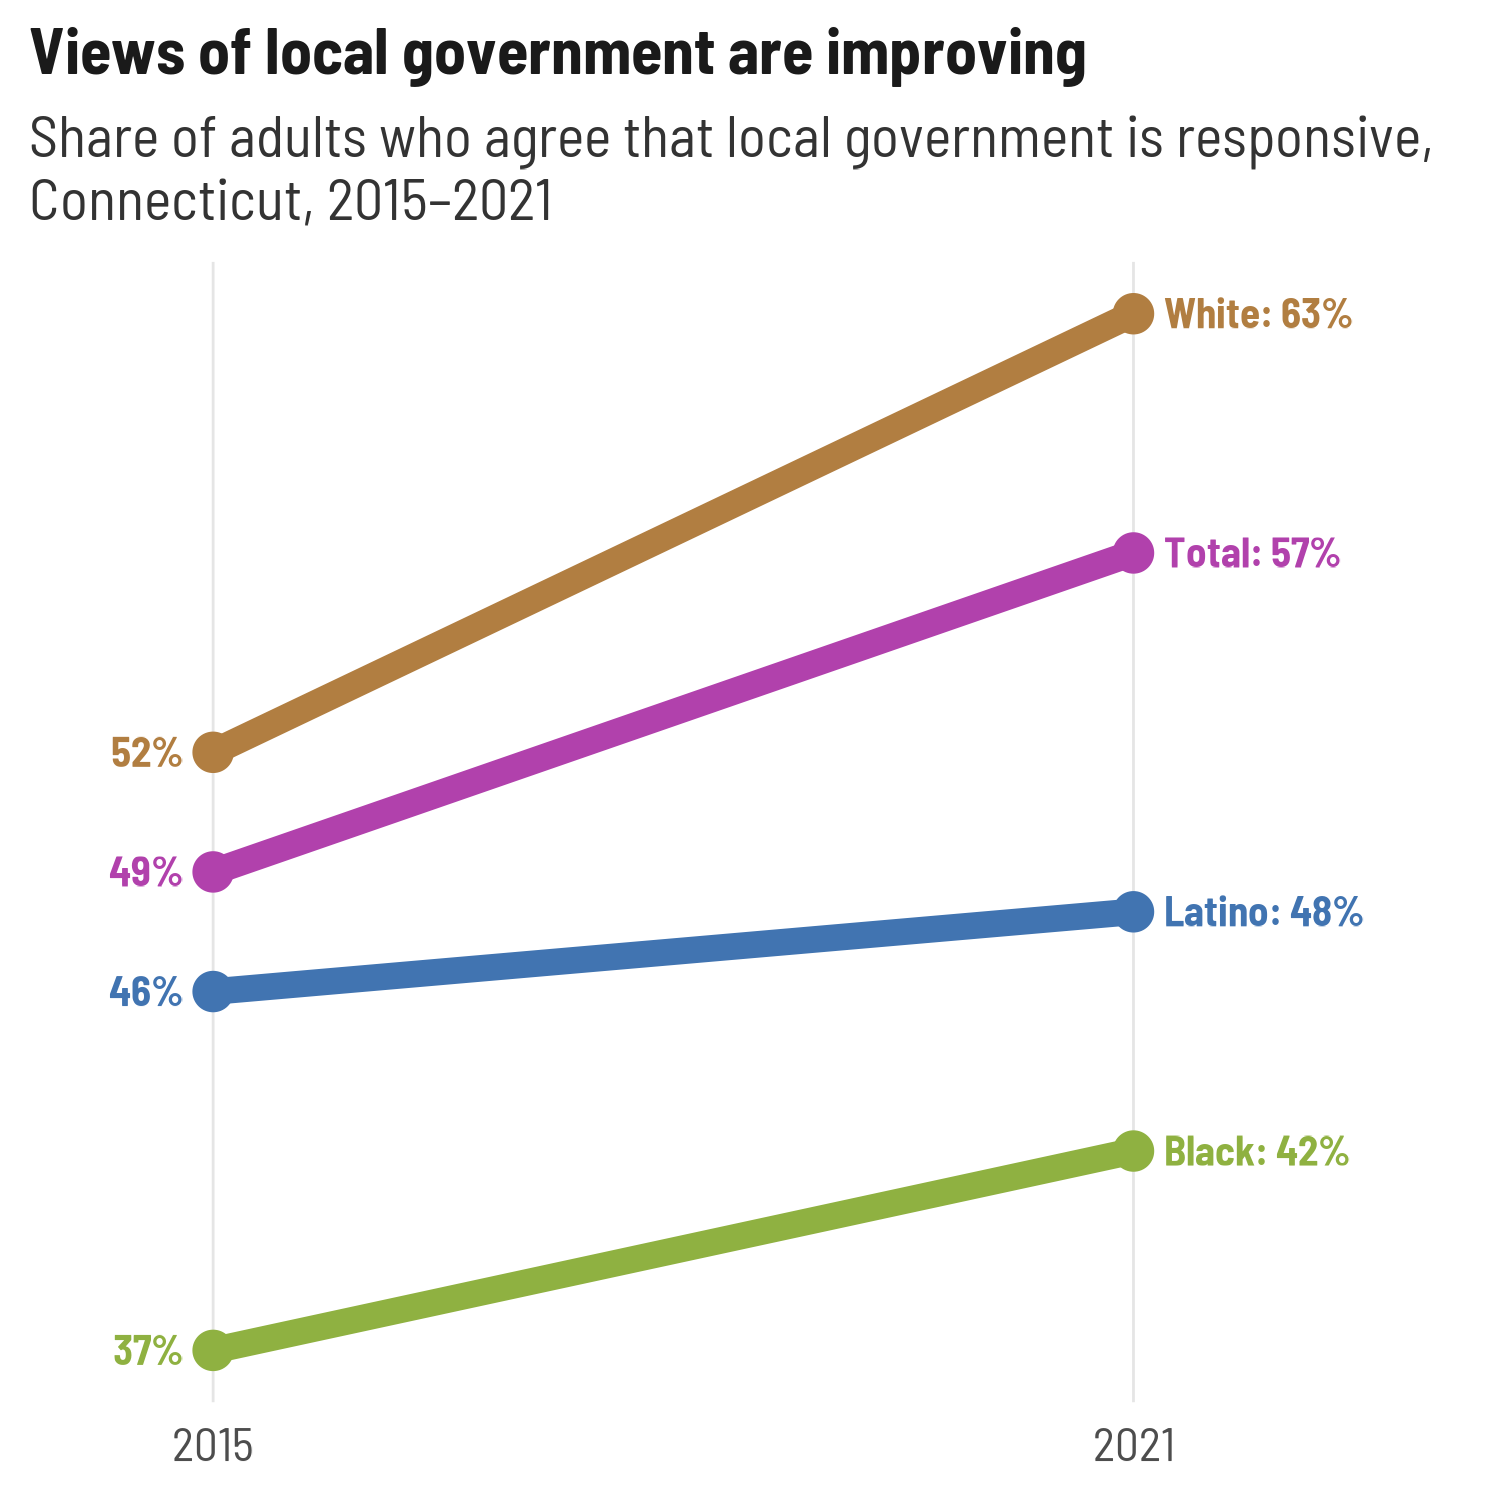 Views of local government are improving
Share of adults who agree that local government is responsive,
Connecticut, 2015–2021
White: 63%
Total: 57%
52%
49%
Latino: 48%
46%
Black: 42%
37%
2015
2021